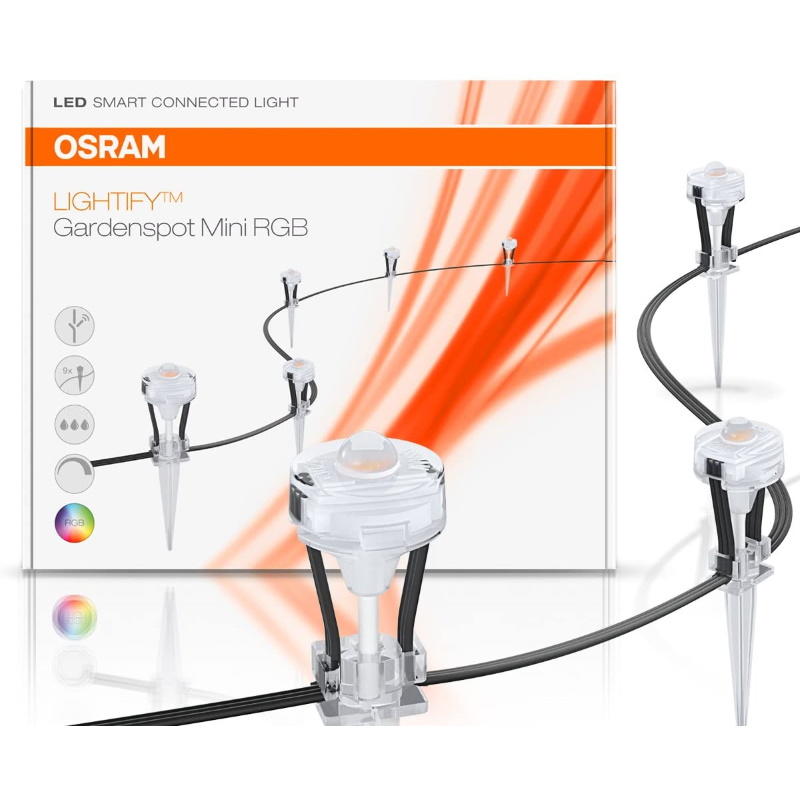 LED SMART CONNECTED LIGHT
OSRAM
LIGHTIFY™
Gardenspot Mini RGB
9x
RGB